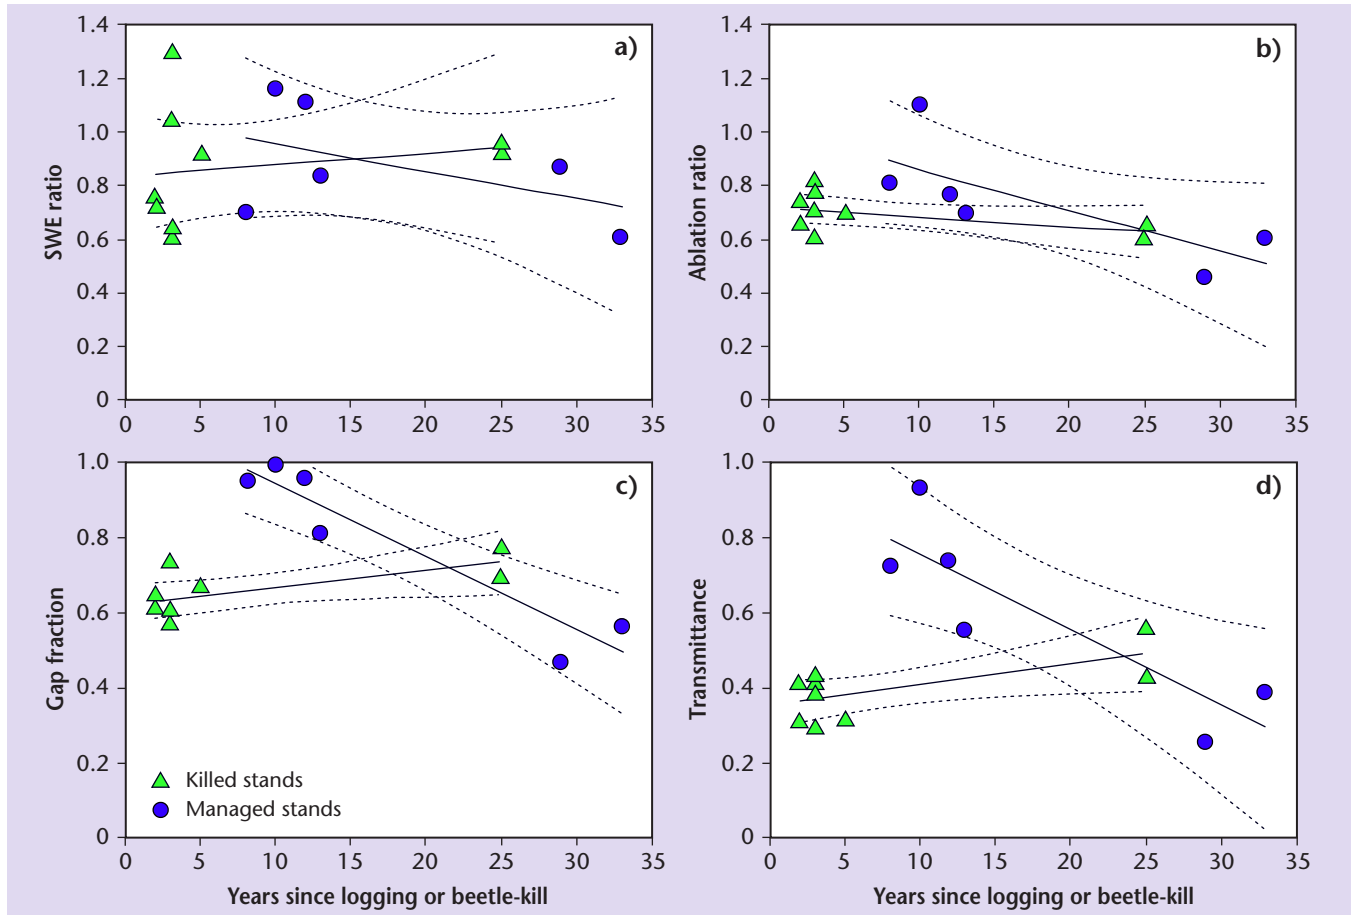 a)
SWE ratio
1.4
1.2
1.0
0.8
0.6
0.4
0.2
0
0 5 10 15 20 25 30 35
b)
Ablation ratio
1.4
1.2
1.0
0.8
0.6
0.4
0.2
0
0 5 10 15 20 25 30 35
c)
Gap fraction
1.0
0.8
0.6
0.4
0.2
0
Killed stands
Managed stands
0 5 10 15 20 25 30 35
Years since logging or beetle-kill
d)
Transmittance
1.0
0.8
0.6
0.4
0.2
0
0 5 10 15 20 25 30 35
Years since logging or beetle-kill